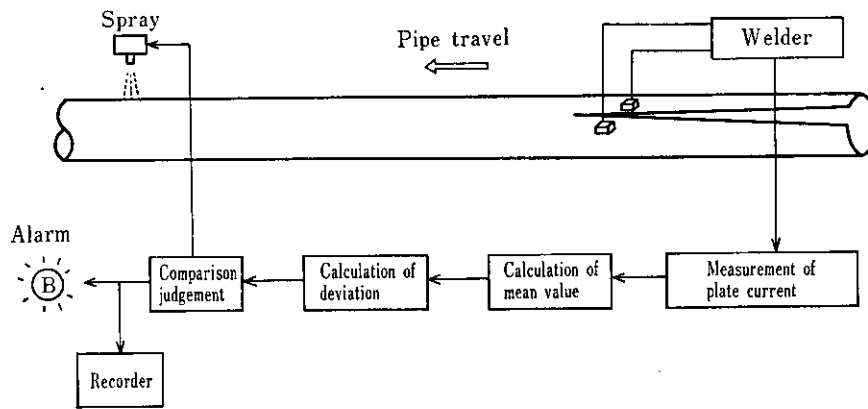 Spray
Pipe travel
Welder
Alarm
B
Comparison
judgement
Calculation of
deviation
Calculation of
mean value
Measurement of
plate current
Recorder